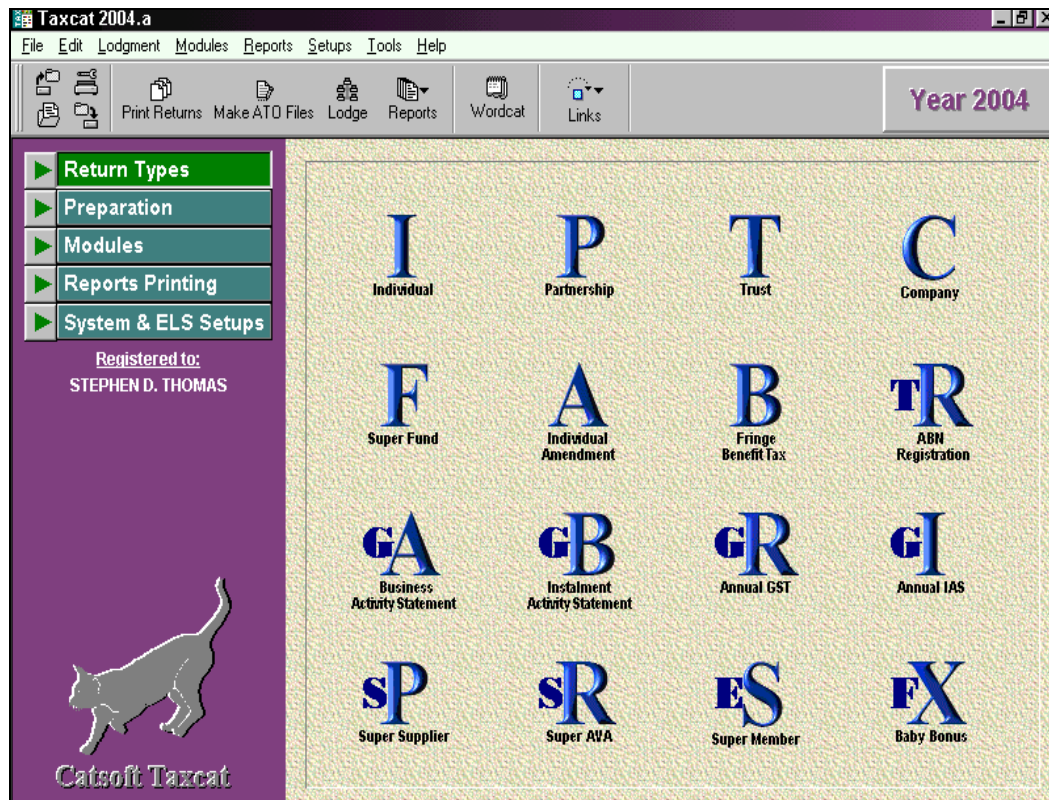 Taxcat 2004.a
File Edit Lodgment Modules Reports Setups Tools Help
Print Returns Make ATO Files Lodge Reports Wordcat Links
Year 2004
Return Types
Preparation
Modules
Reports Printing
System & ELS Setups
Registered to:
STEPHEN D. THOMAS
Catsoft Taxcat
I P T C
Individual Partnership Trust Company
F A B TR
Super Fund Individual Fringe ABN
Amendment Benefit Tax Registration
GA GB GR GI
Business Instalment Annual GST Annual IAS
Activity Statement Activity Statement
SP SR ES FX
Super Supplier Super AVA Super Member Baby Bonus